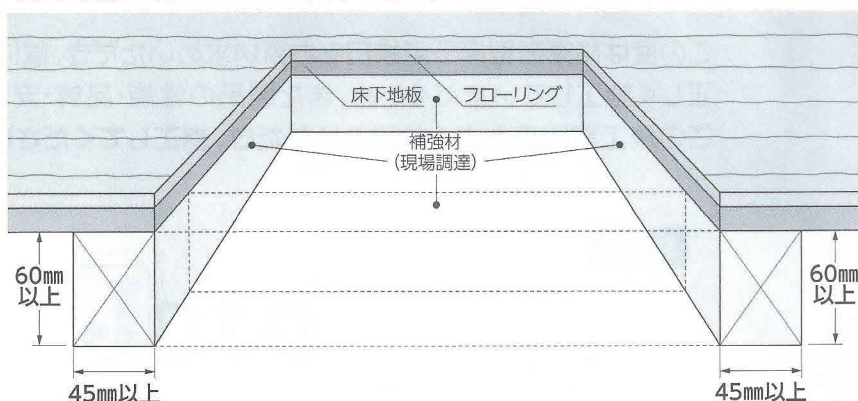 床下地板
フローリング
補強材
(現場調達)
60㎜
以上
60㎜
以上
45㎜以上
45㎜以上